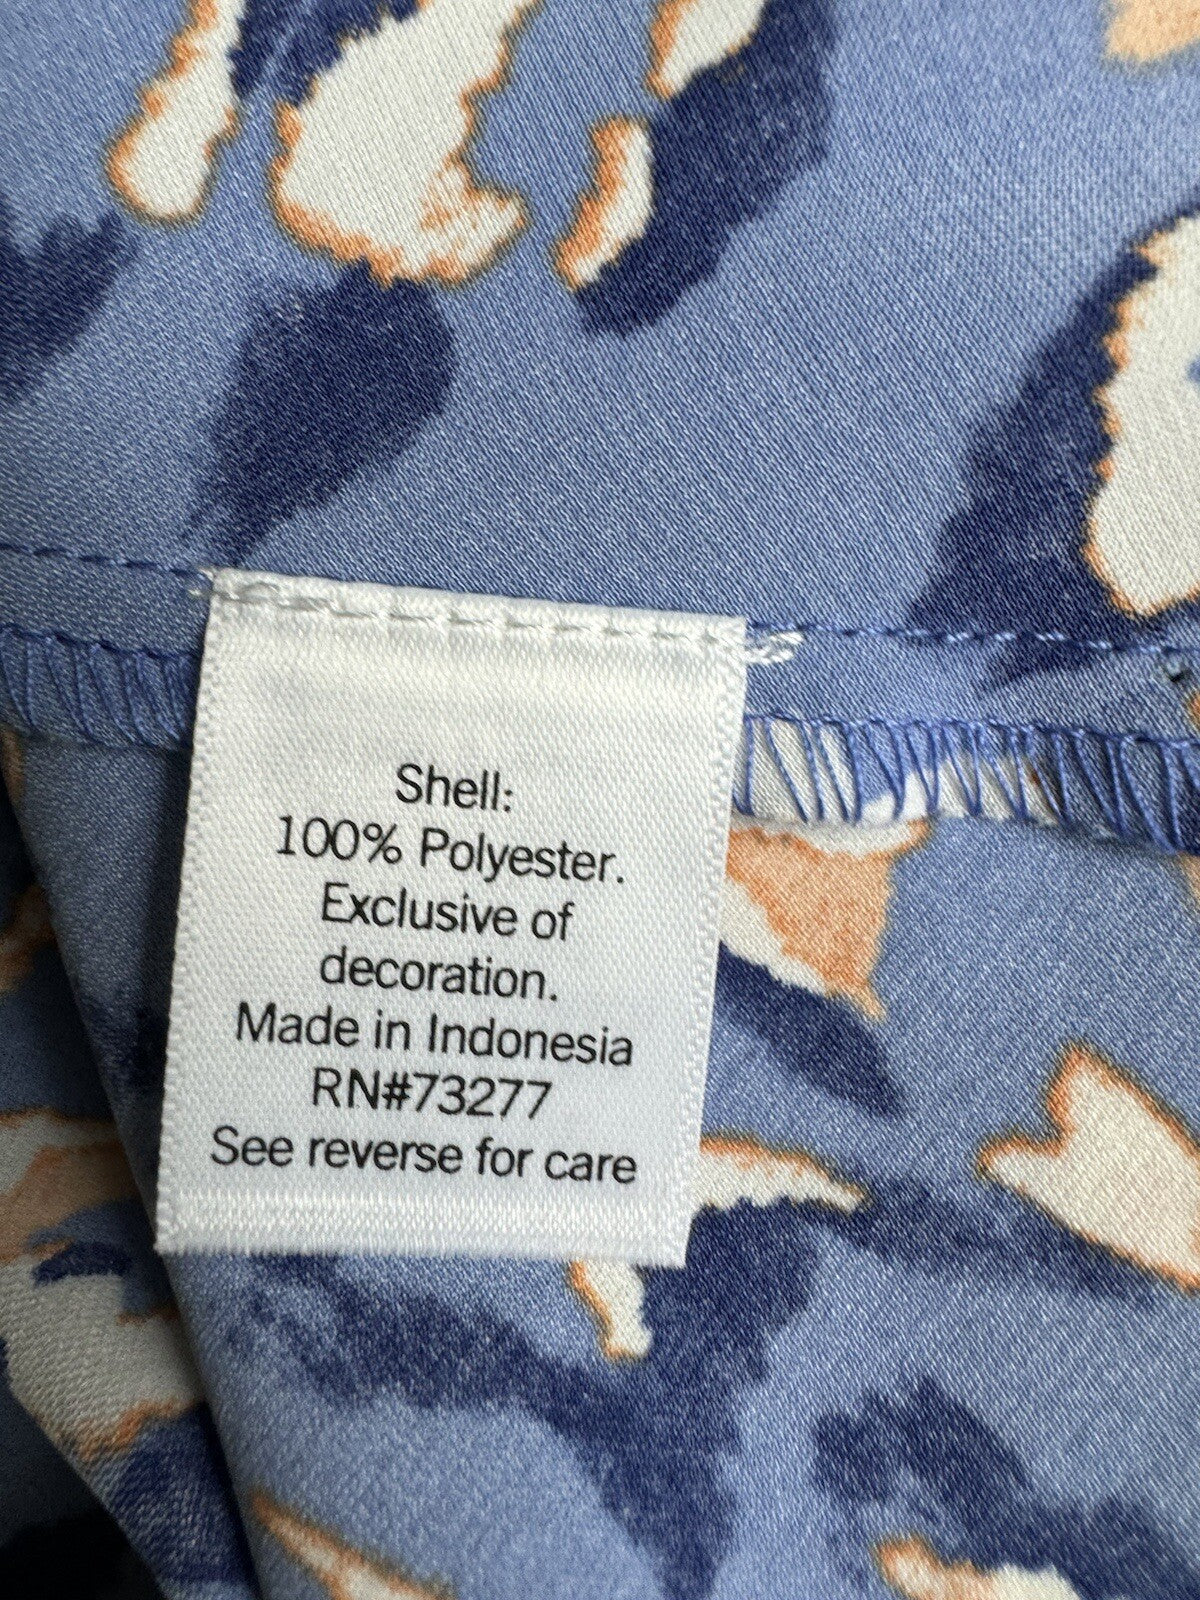 Shell:
100% Polyester.
Exclusive of
decoration.
Made in Indonesia
RN#73277
See reverse for care